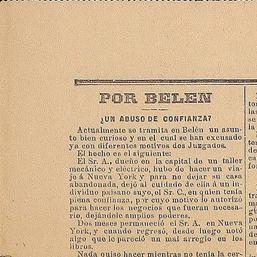 POR BELEN
¿UN ABUSO DE CONFIANZA?
Actualmente se tramita en Belén un asun-
to bien curioso y en el cual se han excusado
ya con diferentes motivos dos Juzgados.
El hecho es el siguiente:
El Sr. A., dueño en la capital de un taller
mecánico y eléctrico, hubo de hacer un via-
je á Nueva York y para no dejar su casa
abandonada, dejó al cuidado de ella á un in-
dividuo paisano suyo, el Sr. C., en quien tenía
plena confianza, por cuyo motivo lo autorizó
para hacer los negocios que fueran necesa-
rio, dejándole amplios poderes.
Dos meses permaneció el Sr. A. en Nueva
York, y cuando regresó, desde luego notó
algo que le pareció un mal arreglo en los
libros.
Nada quiso hacer mientras no tenía la cer-